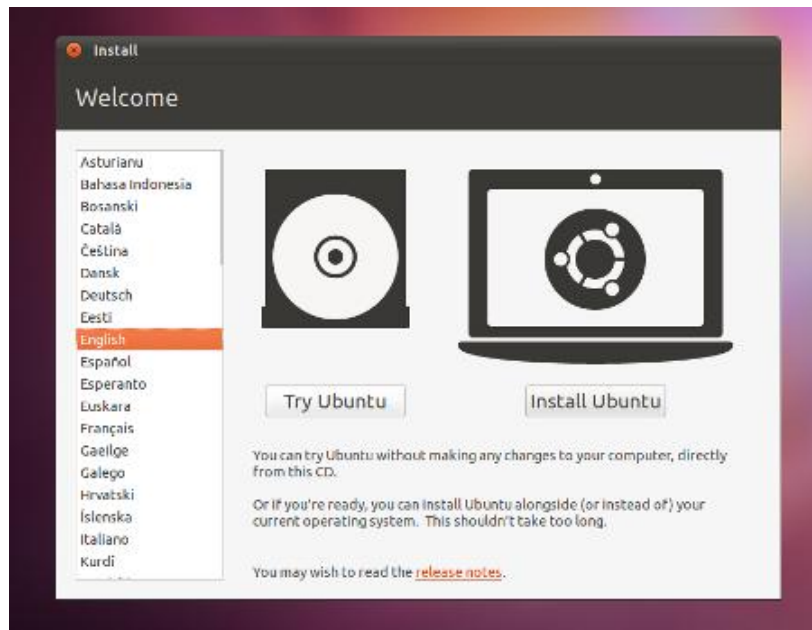 Install
Welcome
Asturianu
Bahasa Indonesia
Bosanski
Català
Čeština
Dansk
Deutsch
Eesti
English
Español
Esperanto
Euskara
Français
Gaeilge
Galego
Hrvatski
Íslenska
Italiano
Kurdî
Try Ubuntu
Install Ubuntu
You can try Ubuntu without making any changes to your computer, directly
from this CD.
Or if you're ready, you can install Ubuntu alongside (or instead of) your
current operating system. This shouldn't take too long.
You may wish to read the release notes.